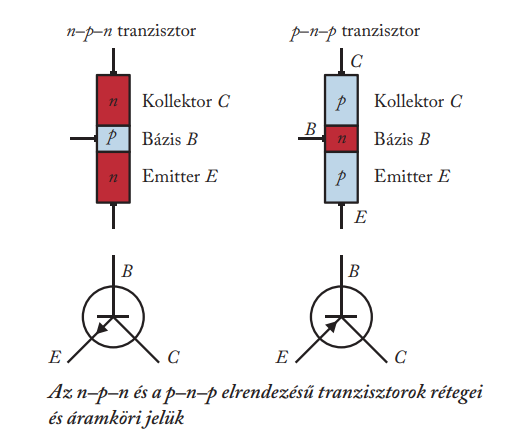 n–p–n tranzisztor
n
Kollektor C
p
Bázis B
n
Emitter E
B
E
C
p–n–p tranzisztor
C
p
Kollektor C
B
n
Bázis B
p
Emitter E
E
B
E
C
Az n–p–n és a p–n–p elrendezésű tranzisztorok rétegei
és áramköri jelük